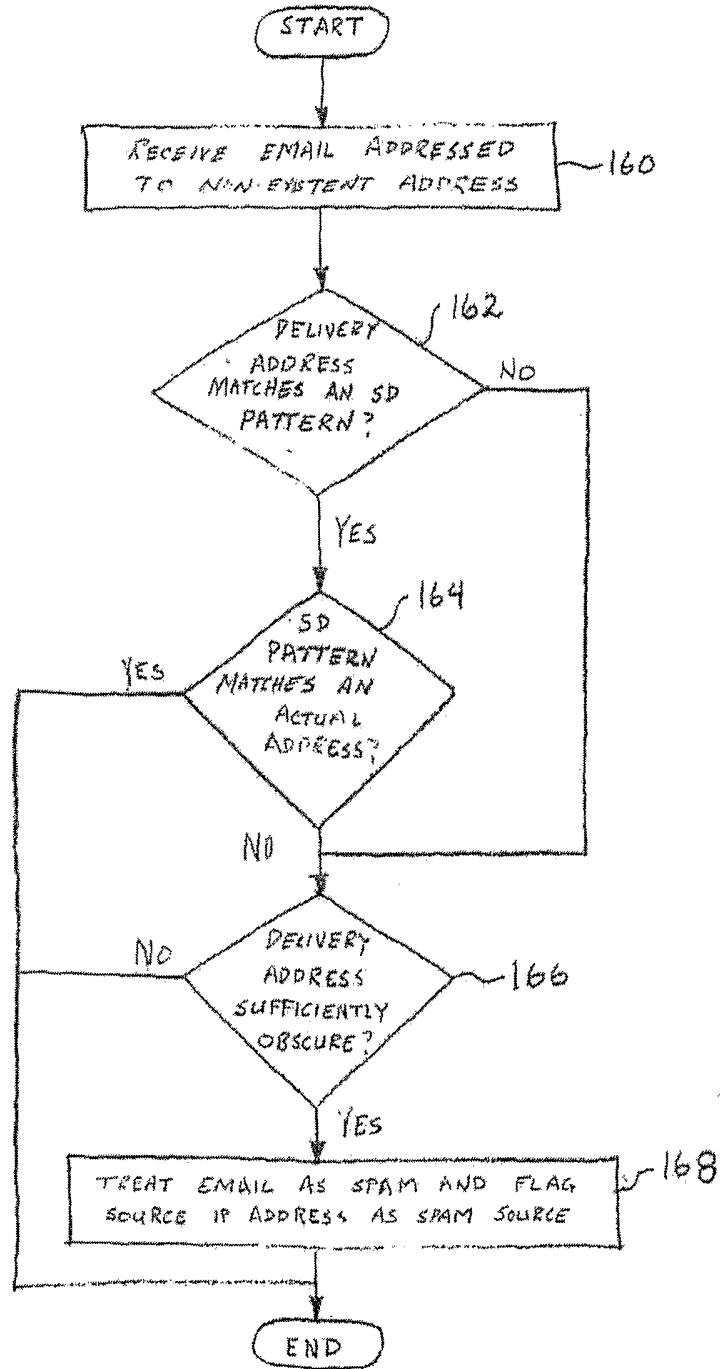 START
RECEIVE EMAIL ADDRESSED
TO NON-EXISTENT ADDRESS
160
162
DELIVERY
ADDRESS
MATCHES AN SD
PATTERN?
NO
YES
164
SD
PATTERN
MATCHES AN
ACTUAL
ADDRESS?
YES
NO
DELIVERY
ADDRESS
SUFFICIENTLY
OBSCURE?
NO
166
YES
TREAT EMAIL AS SPAM AND FLAG
SOURCE IP ADDRESS AS SPAM SOURCE
168
END